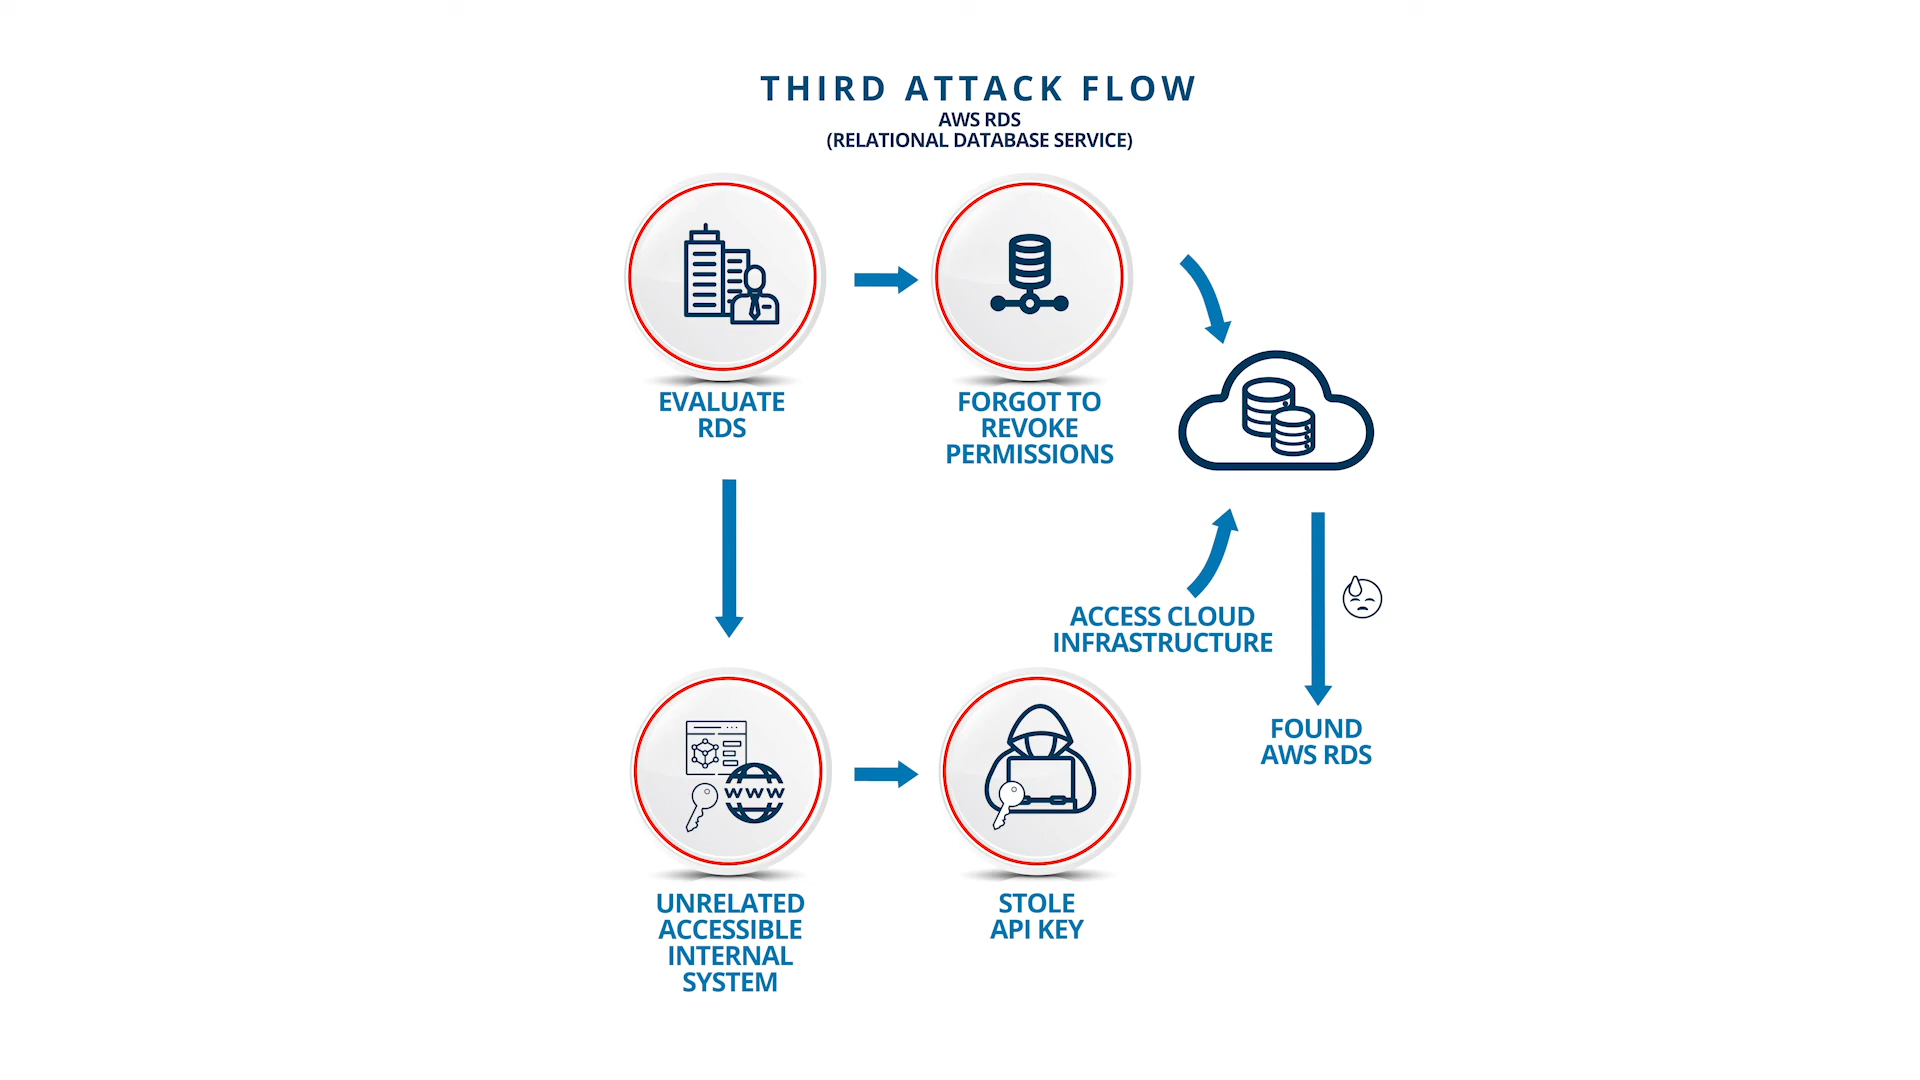 THIRD ATTACK FLOW
AWS RDS
(RELATIONAL DATABASE SERVICE)
EVALUATE
RDS
FORGOT TO
REVOKE
PERMISSIONS
ACCESS CLOUD
INFRASTRUCTURE
FOUND
AWS RDS
WWW
UNRELATED
ACCESSIBLE
INTERNAL
SYSTEM
STOLE
API KEY